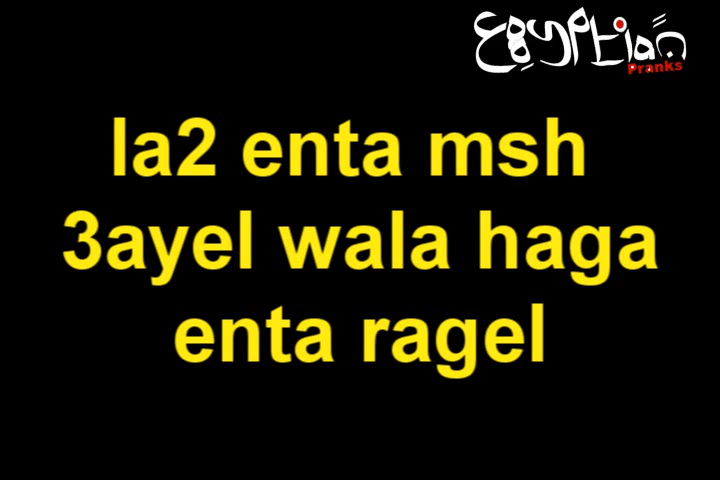 Egyptian
Pranks
la2 enta msh
3ayel wala haga
enta ragel